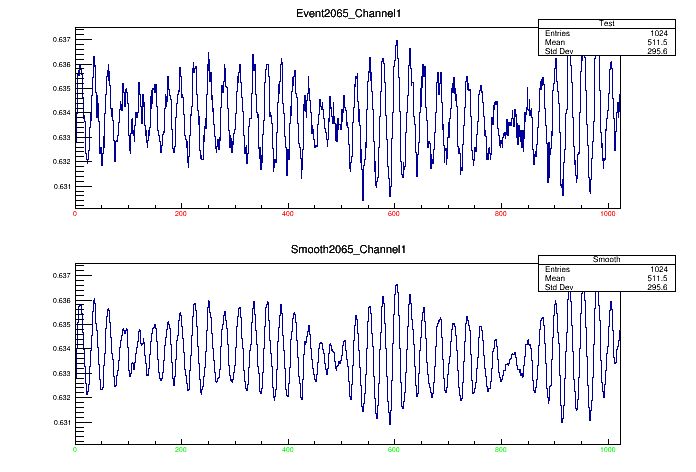 Event2065_Channel1
Test
Entries 1024
Mean 511.5
Std Dev 295.6
0.637
0.636
0.635
0.634
0.633
0.632
0.631
0 200 400 600 800 1000
Smooth2065_Channel1
Smooth
Entries 1024
Mean 511.5
Std Dev 295.6
0.637
0.636
0.635
0.634
0.633
0.632
0.631
0 200 400 600 800 1000